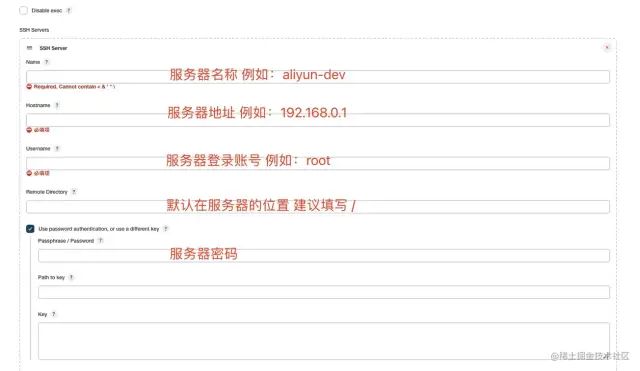 Disable exec ?
SSH Servers
SSH Server
Name ?
服务器名称 例如：aliyun-dev
Required, Cannot contain < & ' " \
Hostname ?
服务器地址 例如：192.168.0.1
必填项
Username ?
服务器登录账号 例如：root
必填项
Remote Directory ?
默认在服务器的位置 建议填写 /
Use password authentication, or use a different key ?
Passphrase / Password ?
服务器密码
Path to key ?
Key ?
@稀土掘金技术社区